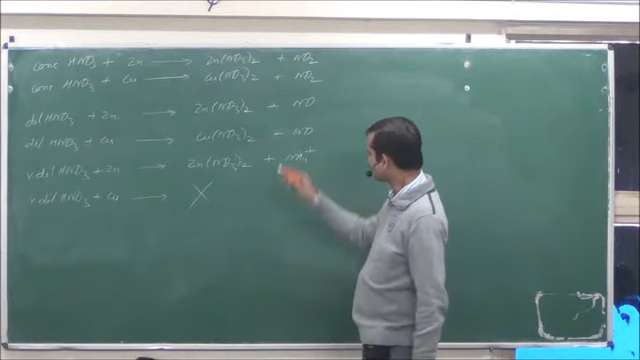 conc HNO3 + Zn → Zn(NO3)2 + NO2
conc HNO3 + Cu → Cu(NO3)2 + NO2
dil HNO3 + Zn → Zn(NO3)2 + NO
dil HNO3 + Cu → Cu(NO3)2 + NO
v.dil HNO3 + Zn → Zn(NO3)2 + NH4+
v.dil HNO3 + Cu → X